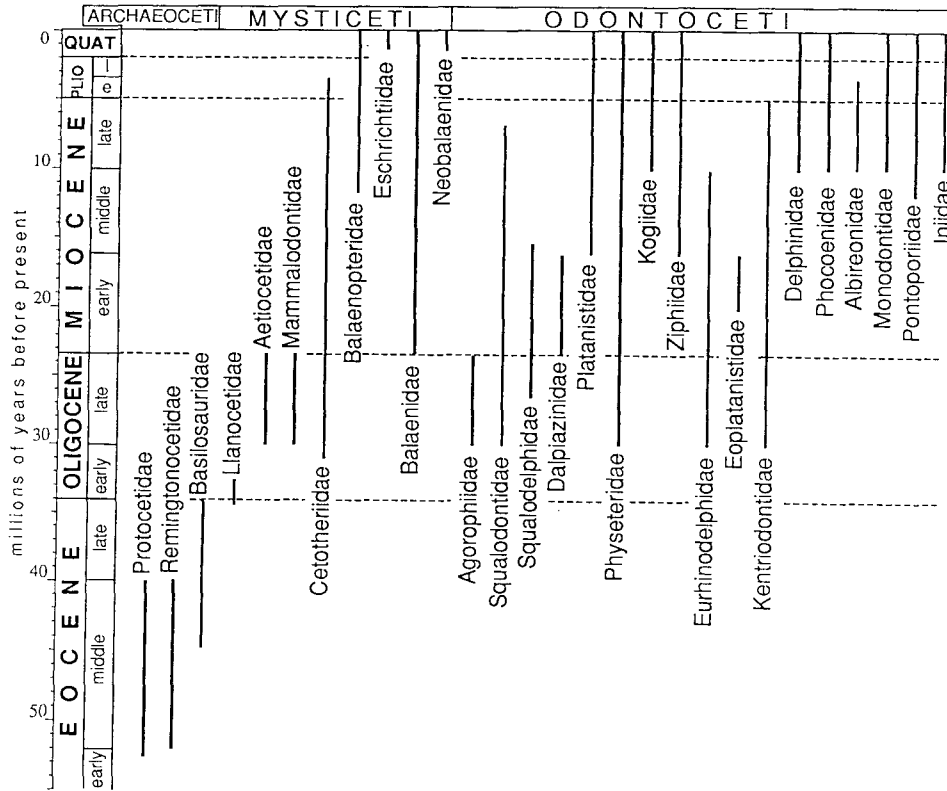 ARCHAEOCETI MYSTICETI ODONTOCETI
millions of years before present
0
10
20
30
40
50
QUAT
PLIO
l
e
MIOCENE
late
middle
early
OLIGOCENE
late
early
EOCENE
late
middle
early
Protocetidae
Remingtonocetidae
Basilosauridae
Llanocetidae
Aetiocetidae
Mammalodontidae
Cetotheriidae
Balaenopteridae
Eschrichtiidae
Balaenidae
Neobalaenidae
Agorophiidae
Squalodontidae
Squalodelphidae
Dalpiazinidae
Platanistidae
Physeteridae
Kogiidae
Ziphiidae
Eurhinodelphidae
Eoplatanistidae
Kentriodontidae
Delphinidae
Phocoenidae
Albireonidae
Monodontidae
Pontoporiidae
Iniidae